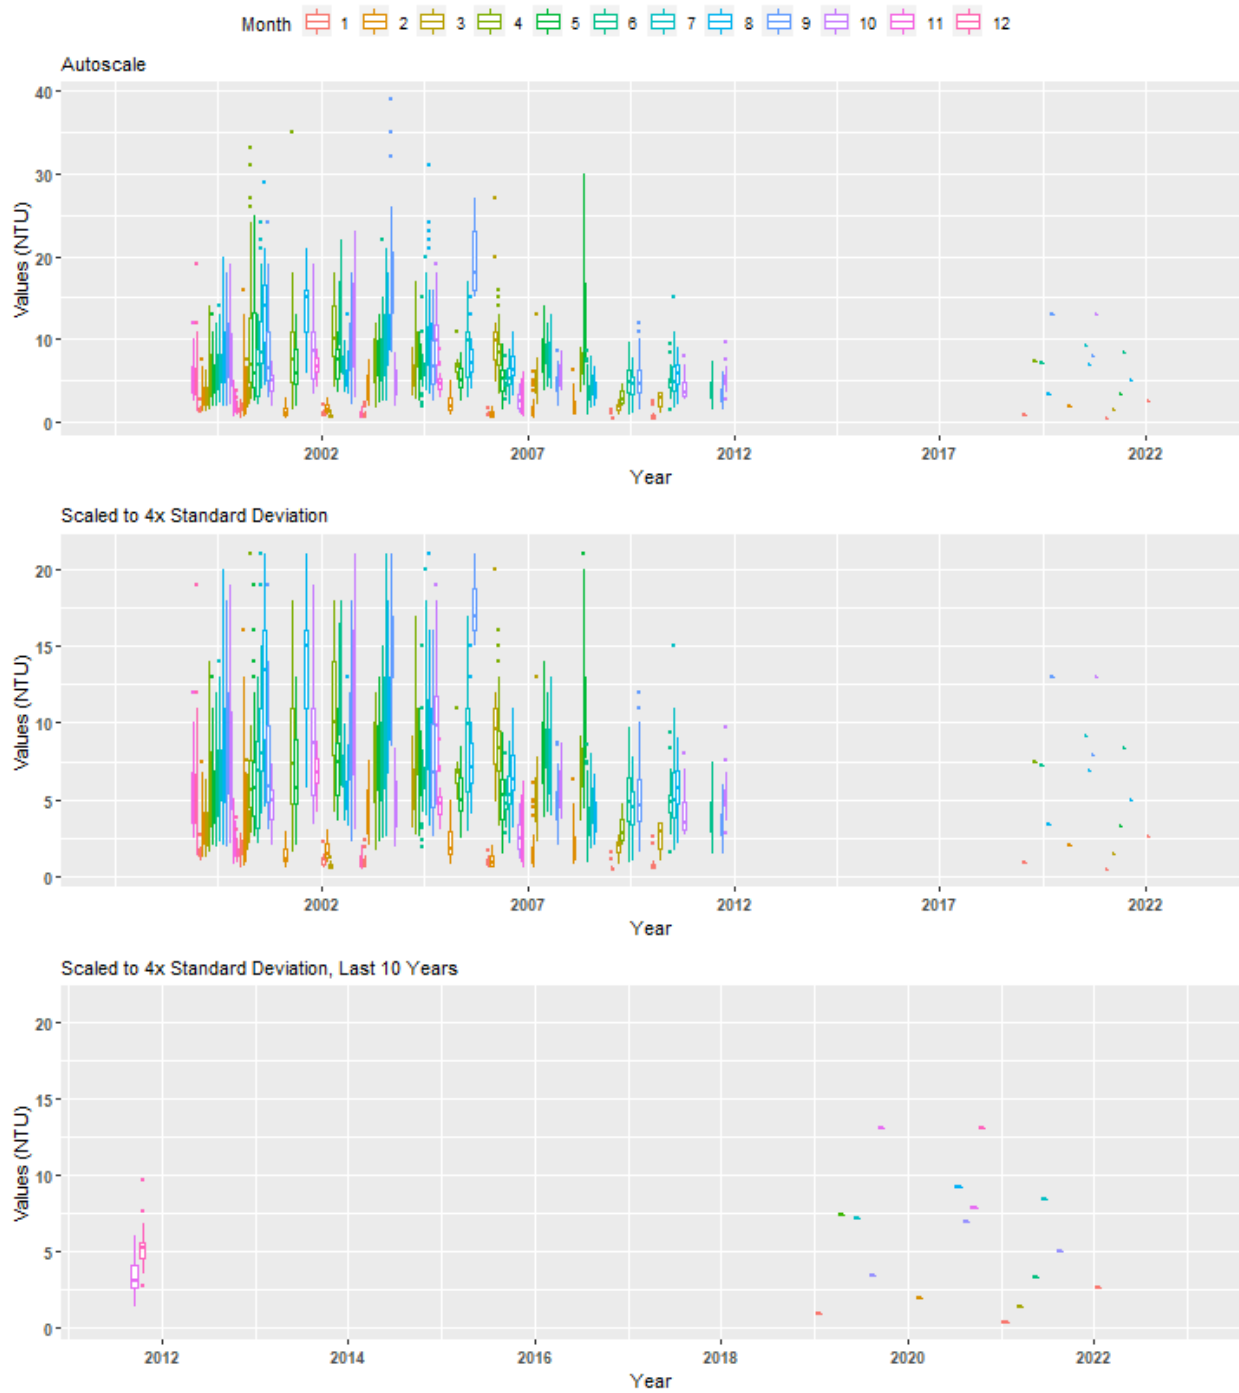 Month 1 2 3 4 5 6 7 8 9 10 11 12
Autoscale
40
30
20
10
0
Values (NTU)
2002 2007 2012 2017 2022
Year
Scaled to 4x Standard Deviation
20
15
10
5
0
Values (NTU)
2002 2007 2012 2017 2022
Year
Scaled to 4x Standard Deviation, Last 10 Years
20
15
10
5
0
Values (NTU)
2012 2014 2016 2018 2020 2022
Year